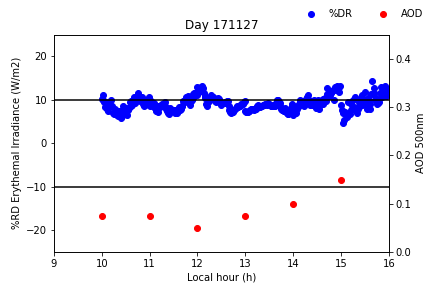 %DR AOD
Day 171127
%RD Erythemal Irradiance (W/m2)
20
10
0
−10
−20
0.4
0.3
0.2
0.1
0.0
AOD 500nm
9 10 11 12 13 14 15 16
Local hour (h)